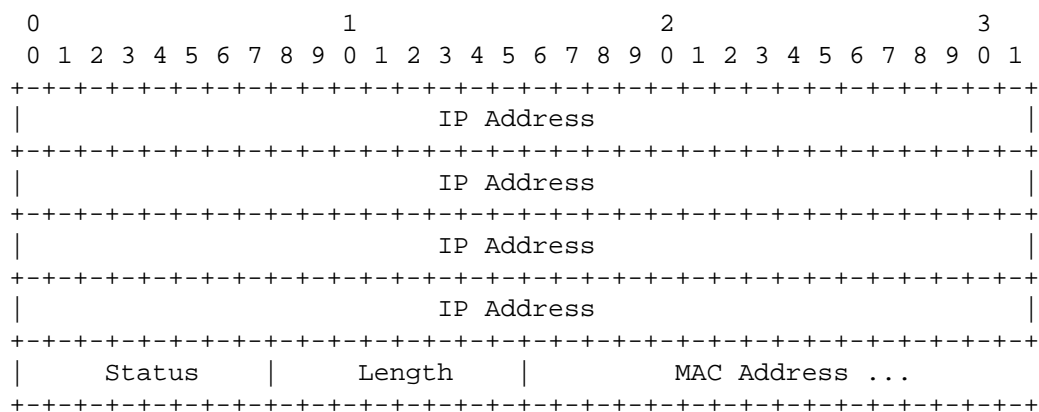 0                   1                   2                   3
 0 1 2 3 4 5 6 7 8 9 0 1 2 3 4 5 6 7 8 9 0 1 2 3 4 5 6 7 8 9 0 1
+-+-+-+-+-+-+-+-+-+-+-+-+-+-+-+-+-+-+-+-+-+-+-+-+-+-+-+-+-+-+-+-+
|                          IP Address                           |
+-+-+-+-+-+-+-+-+-+-+-+-+-+-+-+-+-+-+-+-+-+-+-+-+-+-+-+-+-+-+-+-+
|                          IP Address                           |
+-+-+-+-+-+-+-+-+-+-+-+-+-+-+-+-+-+-+-+-+-+-+-+-+-+-+-+-+-+-+-+-+
|                          IP Address                           |
+-+-+-+-+-+-+-+-+-+-+-+-+-+-+-+-+-+-+-+-+-+-+-+-+-+-+-+-+-+-+-+-+
|                          IP Address                           |
+-+-+-+-+-+-+-+-+-+-+-+-+-+-+-+-+-+-+-+-+-+-+-+-+-+-+-+-+-+-+-+-+
|     Status    |     Length    |         MAC Address ...
+-+-+-+-+-+-+-+-+-+-+-+-+-+-+-+-+-+-+-+-+-+-+-+-+-+-+-+-+-+-+-+-+